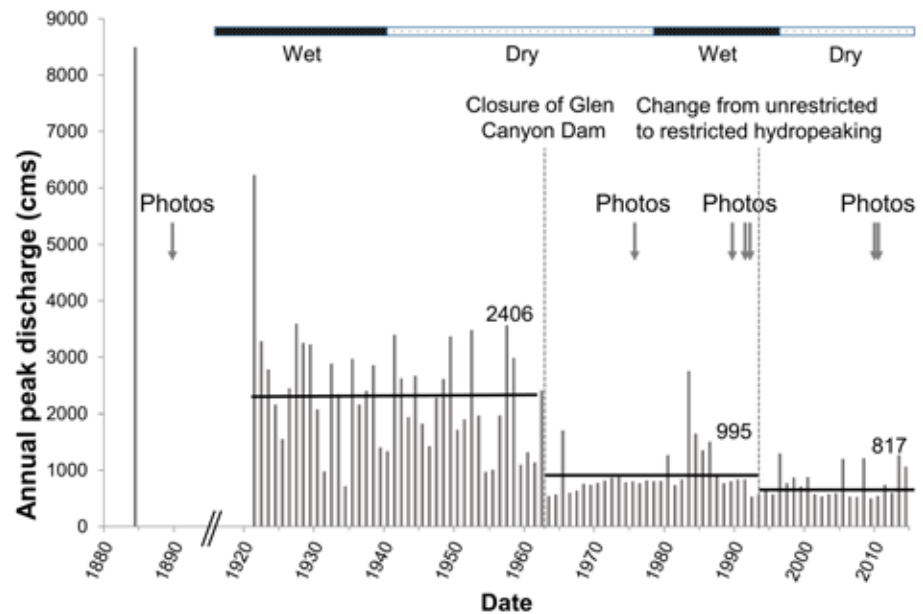 9000
8000
7000
6000
5000
4000
3000
2000
1000
0
Annual peak discharge (cms)
Wet
Dry
Wet
Dry
Closure of Glen
Canyon Dam
Change from unrestricted
to restricted hydropeaking
Photos
Photos
Photos
Photos
2406
995
817
1880
1890
//
1920
1930
1940
1950
1960
1970
1980
1990
2000
2010
Date